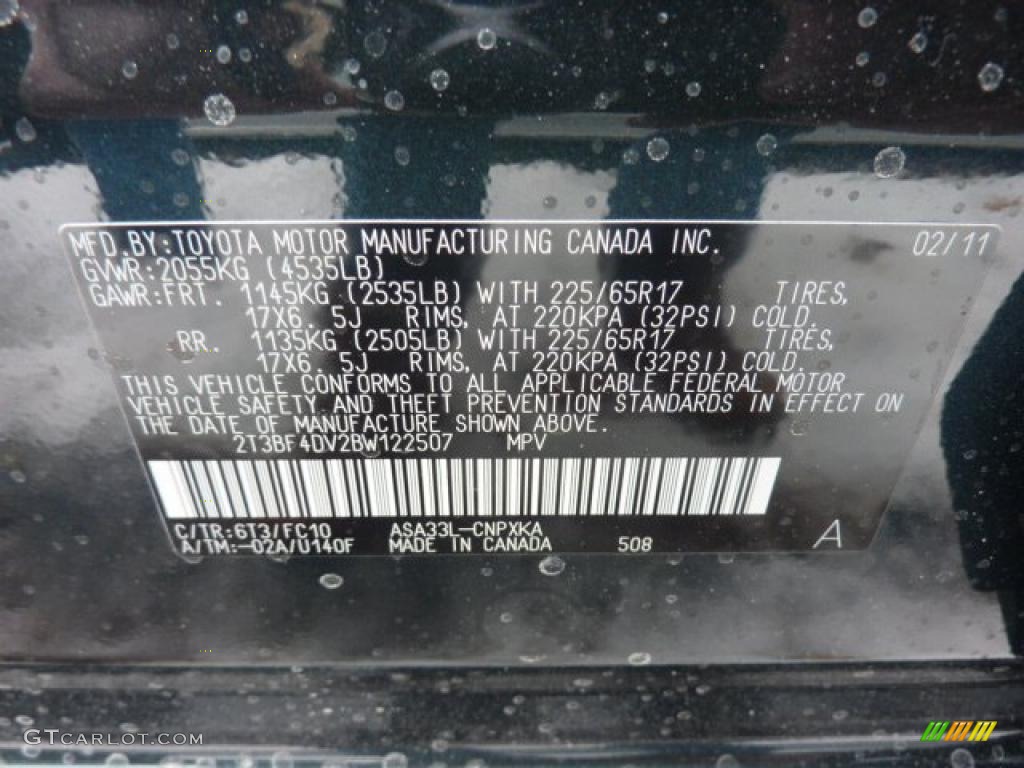 MFD.BY:TOYOTA MOTOR MANUFACTURING CANADA INC. 02/11
GVWR:2055KG (4535LB)
GAWR:FRT. 1145KG (2535LB) WITH 225/65R17 TIRES,
17X6. 5J RIMS, AT 220KPA (32PSI) COLD.
RR. 1135KG (2505LB) WITH 225/65R17 TIRES,
17X6. 5J RIMS, AT 220KPA (32PSI) COLD.
THIS VEHICLE CONFORMS TO ALL APPLICABLE FEDERAL MOTOR
VEHICLE SAFETY AND THEFT PREVENTION STANDARDS IN EFFECT ON
THE DATE OF MANUFACTURE SHOWN ABOVE.
2T3BF4DV2BW122507 MPV
C/TR:6T3/FC10 ASA33L-CNPXKA
A/TM:-02A/U140F MADE IN CANADA 508 A
GTCARLOT.COM